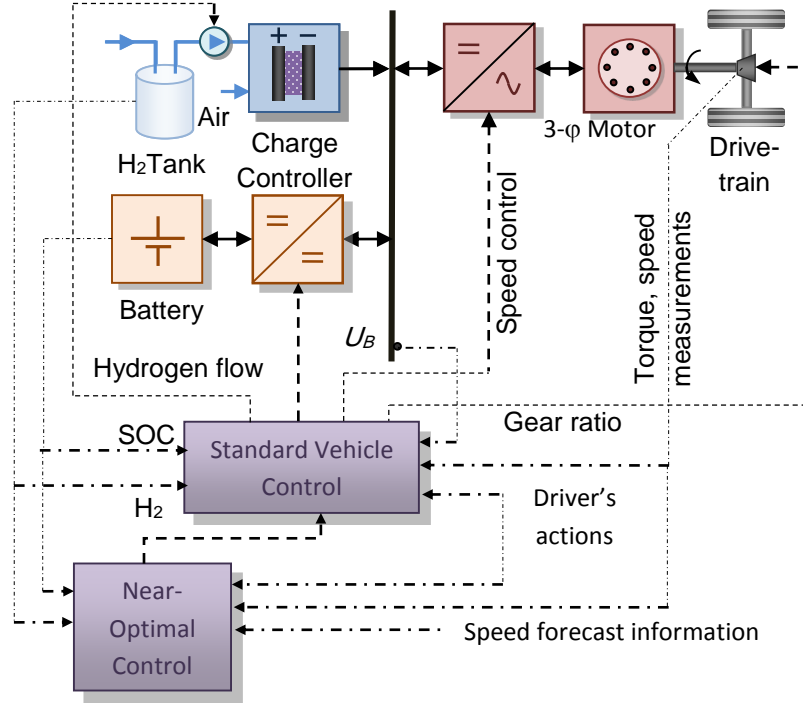 + −
Air
H₂Tank
Charge
Controller
3-φ Motor
Drive-
train
Battery
Speed control
Torque, speed
measurements
U_B
Hydrogen flow
Gear ratio
SOC
Standard Vehicle
Control
H₂
Driver's
actions
Near-
Optimal
Control
Speed forecast information